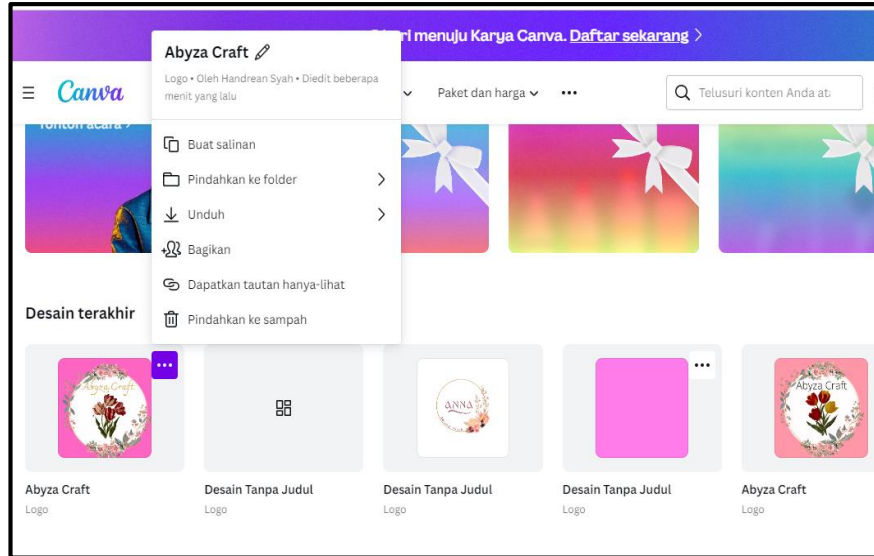 ri menuju Karya Canva. Daftar sekarang >
Abyza Craft
Logo • Oleh Handrean Syah • Diedit beberapa
menit yang lalu
Canva
Paket dan harga
Telusuri konten Anda at
Tonton acara >
Buat salinan
Pindahkan ke folder
Unduh
Bagikan
Dapatkan tautan hanya-lihat
Pindahkan ke sampah
Desain terakhir
Abyza Craft
ANNA
Abyza Craft
Abyza Craft
Logo
Desain Tanpa Judul
Logo
Desain Tanpa Judul
Logo
Desain Tanpa Judul
Logo
Abyza Craft
Logo